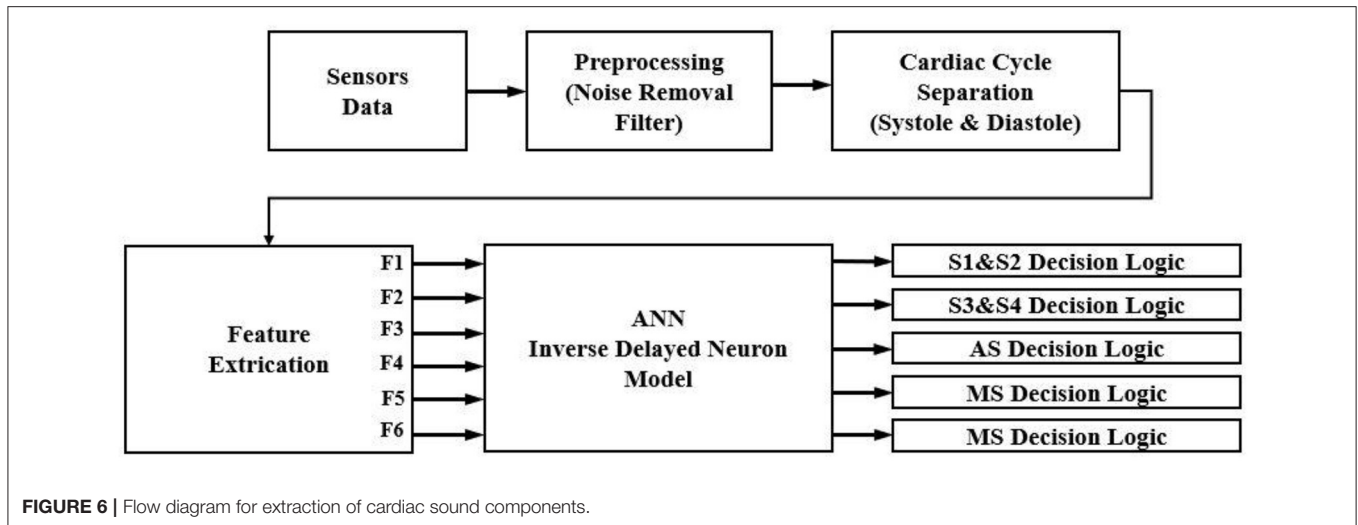 Sensors
Data
Preprocessing
(Noise Removal
Filter)
Cardiac Cycle
Separation
(Systole & Diastole)
Feature
Extrication
F1
F2
F3
F4
F5
F6
ANN
Inverse Delayed Neuron
Model
S1&S2 Decision Logic
S3&S4 Decision Logic
AS Decision Logic
MS Decision Logic
MS Decision Logic
FIGURE 6 | Flow diagram for extraction of cardiac sound components.